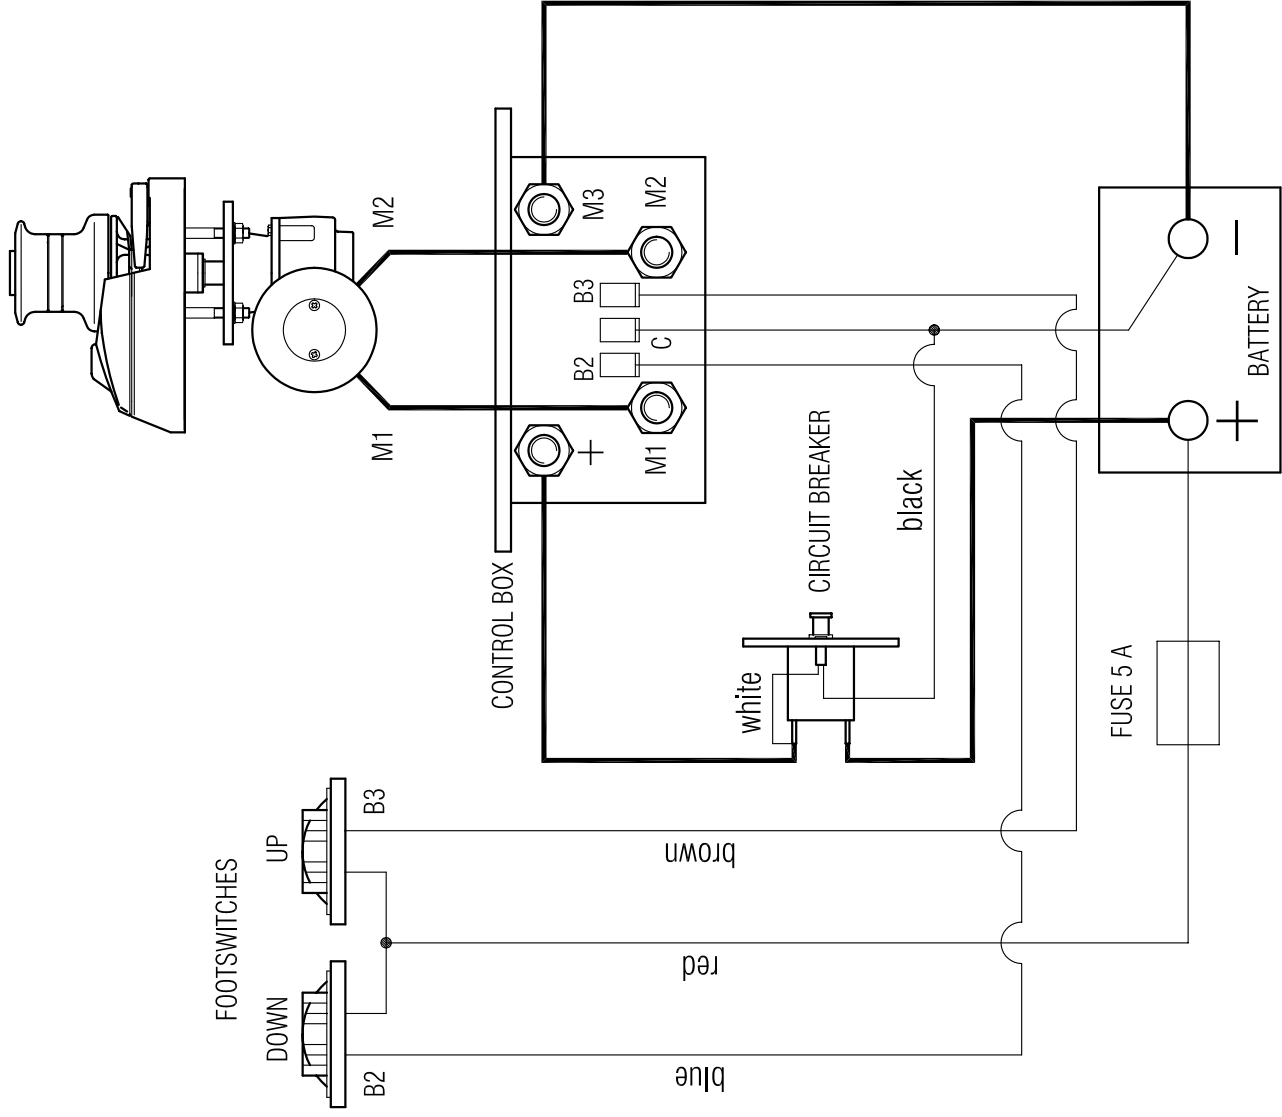 FOOTSWITCHES
DOWN
UP
B2
B3
blue
red
brown
M1
M2
CONTROL BOX
+
M3
M1
M2
B2
C
B3
white
CIRCUIT BREAKER
black
FUSE 5 A
BATTERY
+
−